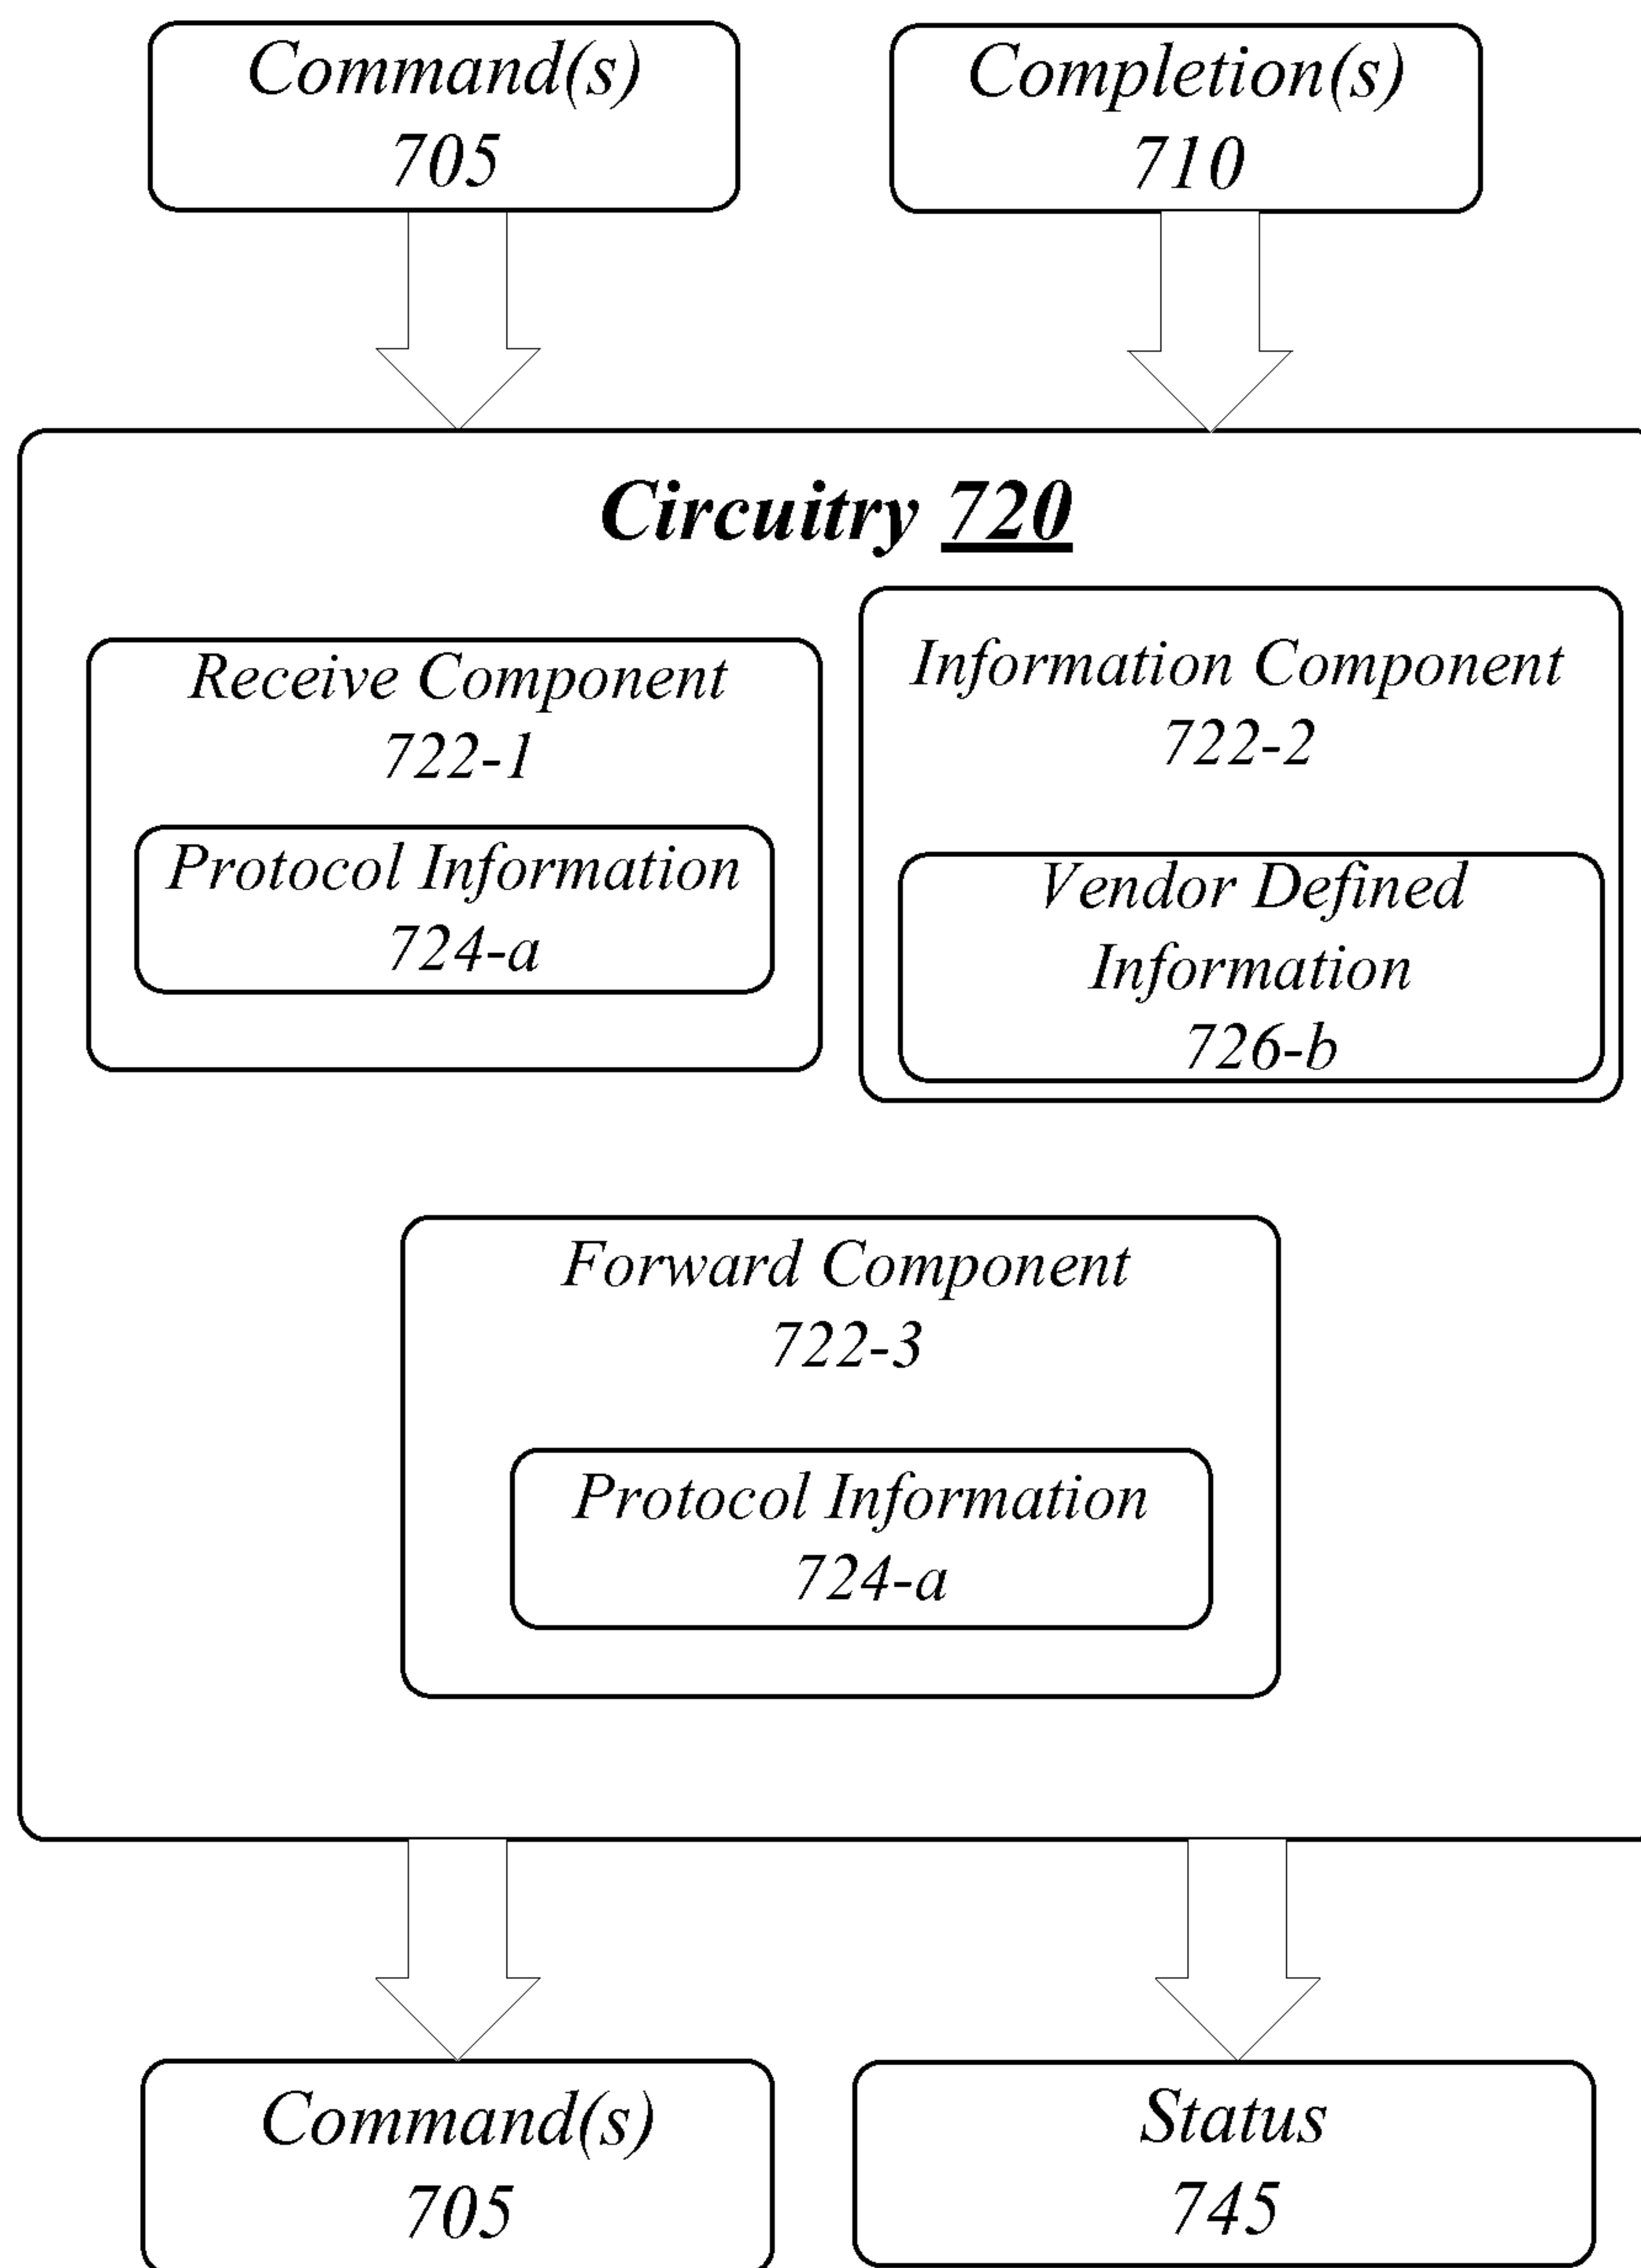 Command(s)
705
Completion(s)
710
Circuitry 720
Receive Component
722-1
Protocol Information
724-a
Information Component
722-2
Vendor Defined
Information
726-b
Forward Component
722-3
Protocol Information
724-a
Command(s)
705
Status
745